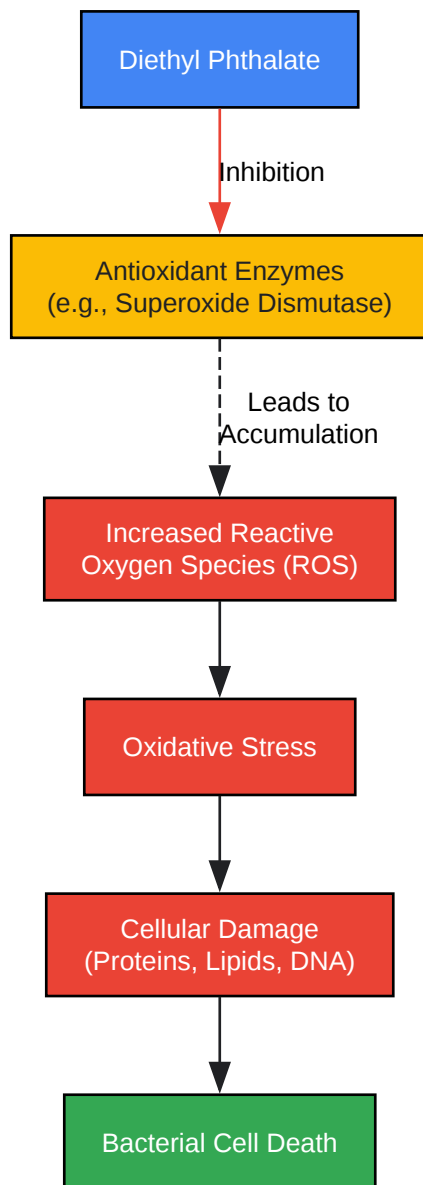 Diethyl Phthalate
Inhibition
Antioxidant Enzymes
(e.g., Superoxide Dismutase)
Leads to
Accumulation
Increased Reactive
Oxygen Species (ROS)
Oxidative Stress
Cellular Damage
(Proteins, Lipids, DNA)
Bacterial Cell Death